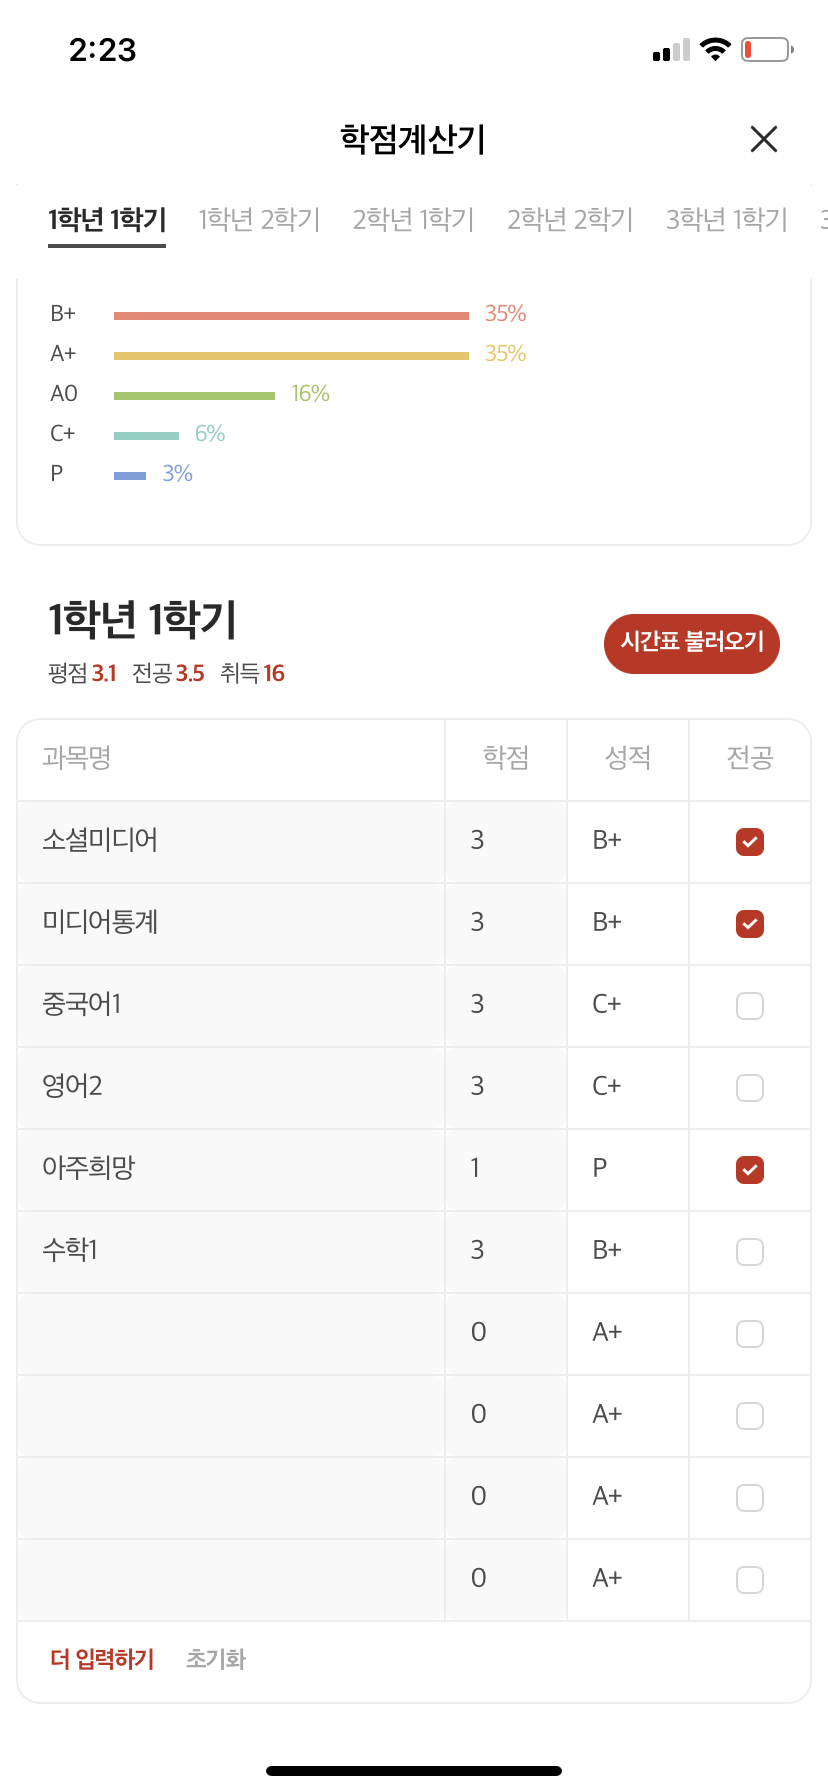 2:23
학점계산기
1학년 1학기 1학년 2학기 2학년 1학기 2학년 2학기 3학년 1학기
B+ 35%
A+ 35%
A0 16%
C+ 6%
P 3%
1학년 1학기
평점 3.1 전공 3.5 취득 16
시간표 불러오기
과목명 학점 성적 전공
소셜미디어 3 B+
미디어통계 3 B+
중국어1 3 C+
영어2 3 C+
아주희망 1 P
수학1 3 B+
0 A+
0 A+
0 A+
0 A+
더 입력하기 초기화